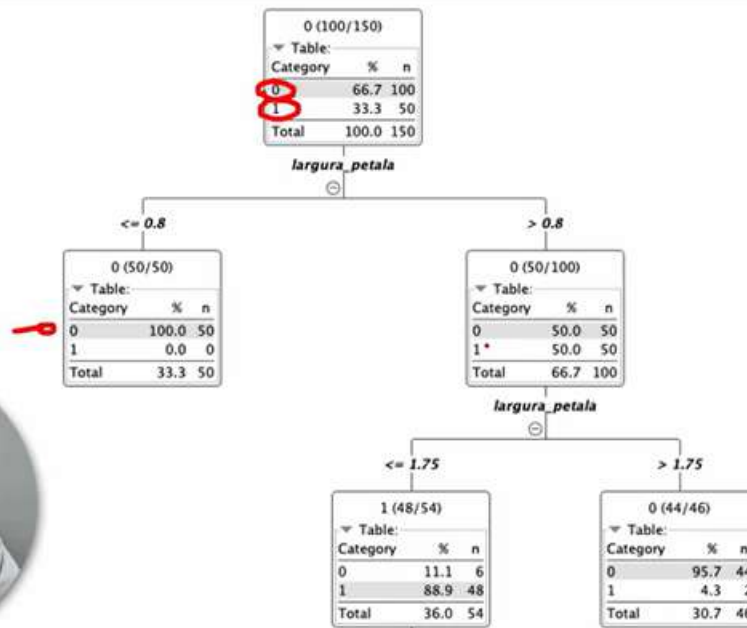 0 (100/150)
Table:
Category % n
0 66.7 100
1 33.3 50
Total 100.0 150
largura_petala
<= 0.8
> 0.8
0 (50/50)
Table:
Category % n
0 100.0 50
1 0.0 0
Total 33.3 50
0 (50/100)
Table:
Category % n
0 50.0 50
1 50.0 50
Total 66.7 100
largura_petala
<= 1.75
> 1.75
1 (48/54)
Table:
Category % n
0 11.1 6
1 88.9 48
Total 36.0 54
0 (44/46)
Table:
Category % n
0 95.7 44
1 4.3 2
Total 30.7 46